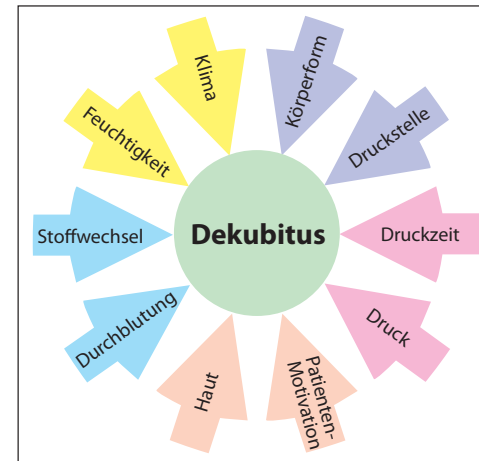 Klima
Körperform
Feuchtigkeit
Druckstelle
Stoffwechsel
Dekubitus
Druckzeit
Durchblutung
Druck
Haut
Patienten-
Motivation